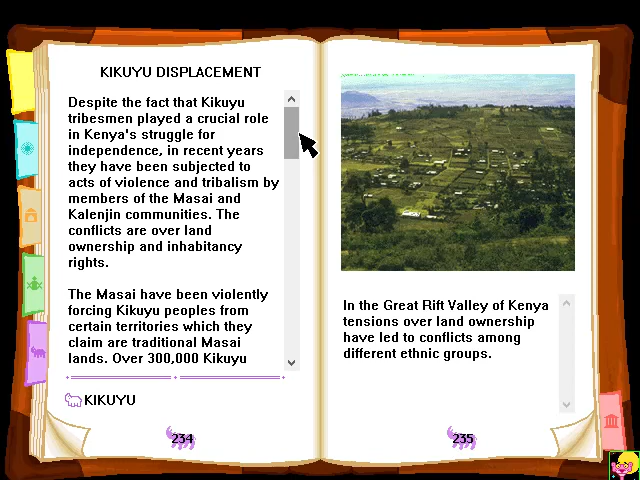 KIKUYU DISPLACEMENT
Despite the fact that Kikuyu
tribesmen played a crucial role
in Kenya's struggle for
independence, in recent years
they have been subjected to
acts of violence and tribalism by
members of the Masai and
Kalenjin communities. The
conflicts are over land
ownership and inhabitancy
rights.
The Masai have been violently
forcing Kikuyu peoples from
certain territories which they
claim are traditional Masai
lands. Over 300,000 Kikuyu
KIKUYU
234
In the Great Rift Valley of Kenya
tensions over land ownership
have led to conflicts among
different ethnic groups.
235